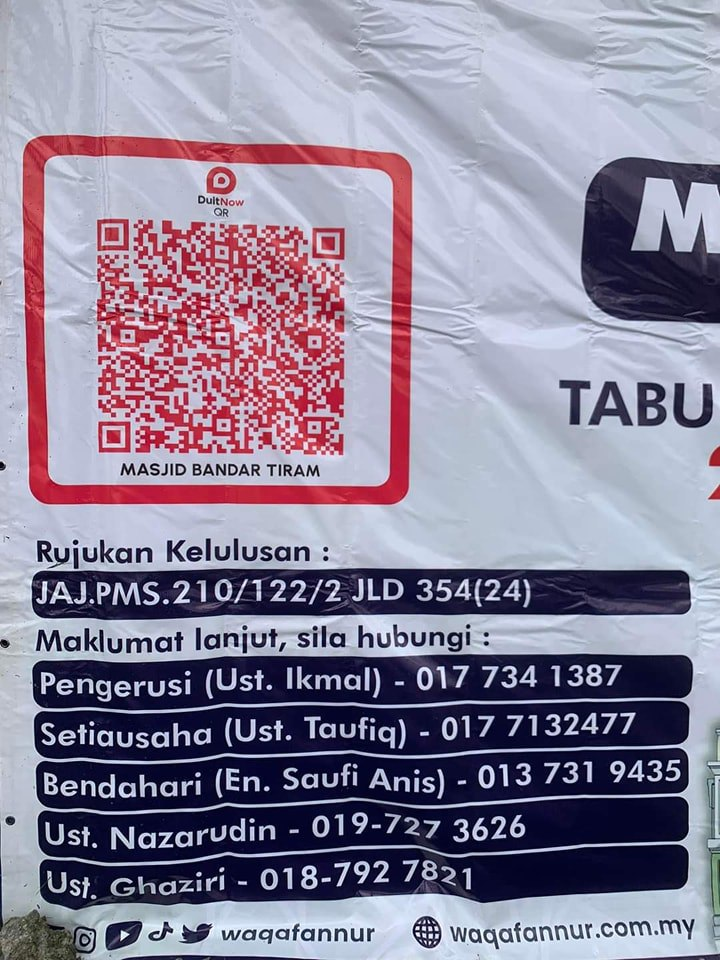 DuitNow
QR
MASJID BANDAR TIRAM
M
TABU
Rujukan Kelulusan :
JAJ.PMS.210/122/2 JLD 354(24)
Maklumat lanjut, sila hubungi :
Pengerusi (Ust. Ikmal) - 017 734 1387
Setiausaha (Ust. Taufiq) - 017 7132477
Bendahari (En. Saufi Anis) - 013 731 9435
Ust. Nazarudin - 019-727 3626
Ust. Ghaziri - 018-792 7821
waqafannur waqafannur.com.my